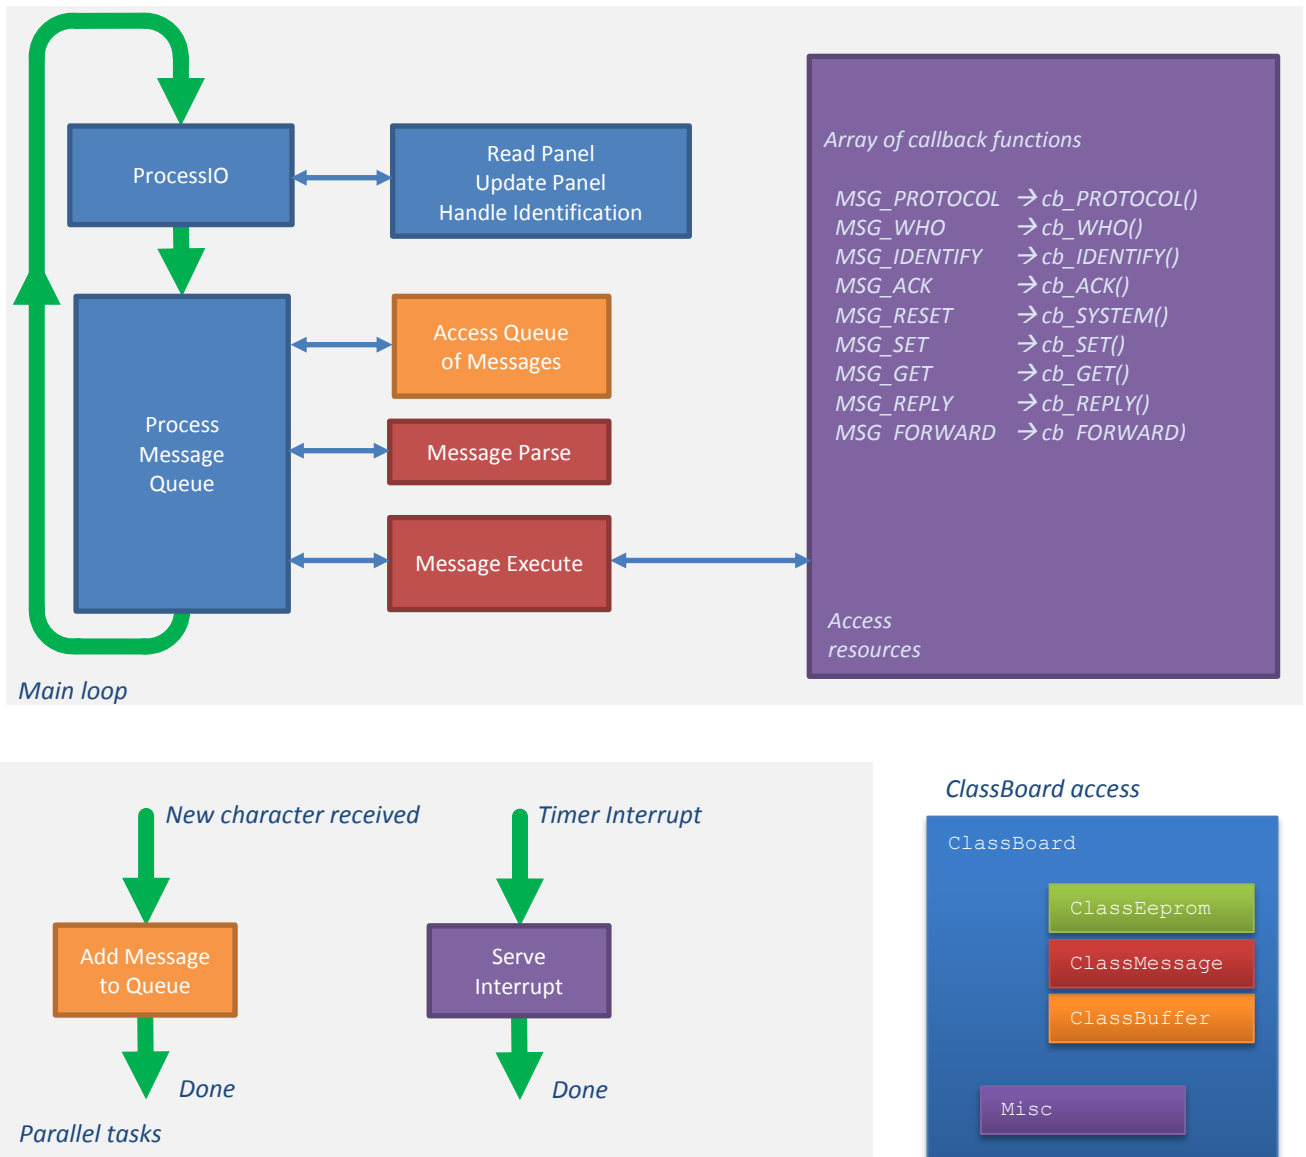 ProcessIO
Read Panel
Update Panel
Handle Identification
Process
Message
Queue
Access Queue
of Messages
Message Parse
Message Execute
Array of callback functions
MSG_PROTOCOL → cb_PROTOCOL()
MSG_WHO → cb_WHO()
MSG_IDENTIFY → cb_IDENTIFY()
MSG_ACK → cb_ACK()
MSG_RESET → cb_SYSTEM()
MSG_SET → cb_SET()
MSG_GET → cb_GET()
MSG_REPLY → cb_REPLY()
MSG_FORWARD → cb_FORWARD)
Access
resources
Main loop
New character received
Timer Interrupt
Add Message
to Queue
Serve
Interrupt
Done
Done
Parallel tasks
ClassBoard access
ClassBoard
ClassEeprom
ClassMessage
ClassBuffer
Misc